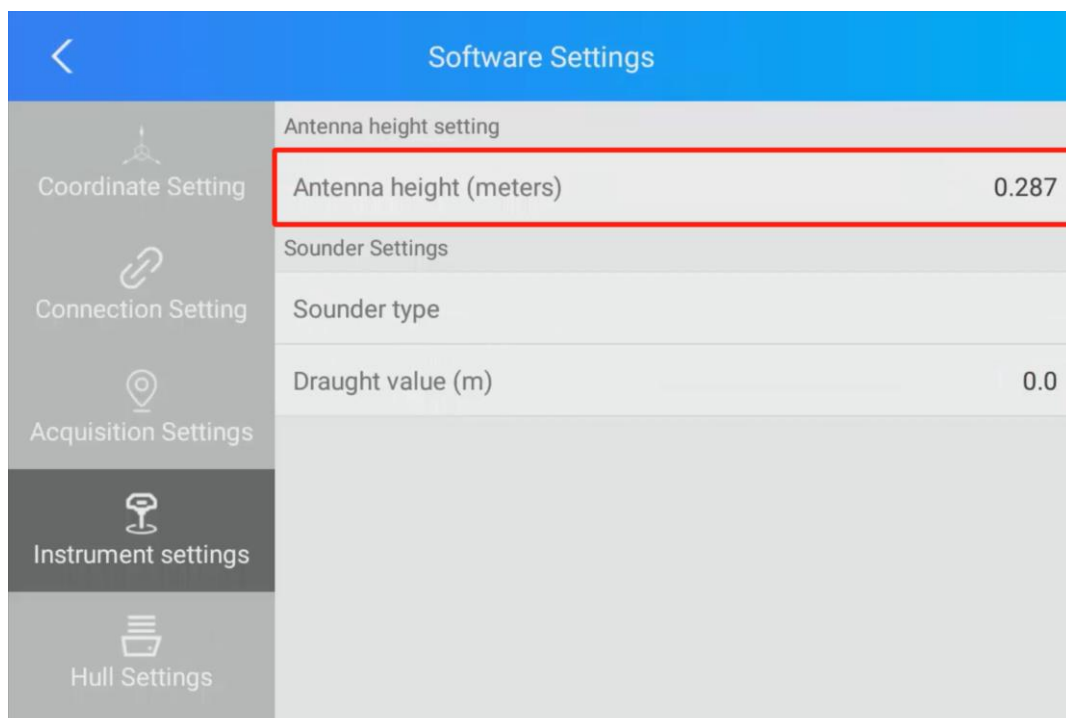 Software Settings
Coordinate Setting
Connection Setting
Acquisition Settings
Instrument settings
Hull Settings
Antenna height setting
Antenna height (meters) 0.287
Sounder Settings
Sounder type
Draught value (m) 0.0